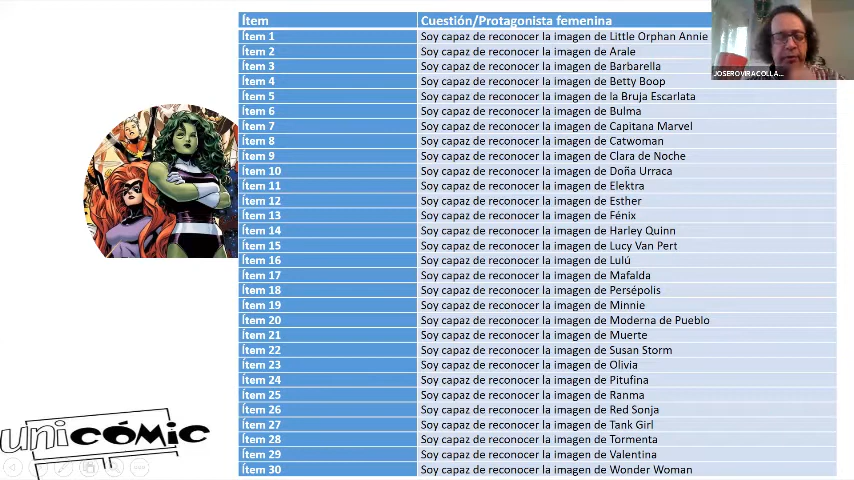 Ítem Cuestión/Protagonista femenina
Ítem 1 Soy capaz de reconocer la imagen de Little Orphan Annie
Ítem 2 Soy capaz de reconocer la imagen de Arale
Ítem 3 Soy capaz de reconocer la imagen de Barbarella
Ítem 4 Soy capaz de reconocer la imagen de Betty Boop
Ítem 5 Soy capaz de reconocer la imagen de la Bruja Escarlata
Ítem 6 Soy capaz de reconocer la imagen de Bulma
Ítem 7 Soy capaz de reconocer la imagen de Capitana Marvel
Ítem 8 Soy capaz de reconocer la imagen de Catwoman
Ítem 9 Soy capaz de reconocer la imagen de Clara de Noche
Ítem 10 Soy capaz de reconocer la imagen de Doña Urraca
Ítem 11 Soy capaz de reconocer la imagen de Elektra
Ítem 12 Soy capaz de reconocer la imagen de Esther
Ítem 13 Soy capaz de reconocer la imagen de Fénix
Ítem 14 Soy capaz de reconocer la imagen de Harley Quinn
Ítem 15 Soy capaz de reconocer la imagen de Lucy Van Pert
Ítem 16 Soy capaz de reconocer la imagen de Lulú
Ítem 17 Soy capaz de reconocer la imagen de Mafalda
Ítem 18 Soy capaz de reconocer la imagen de Persépolis
Ítem 19 Soy capaz de reconocer la imagen de Minnie
Ítem 20 Soy capaz de reconocer la imagen de Moderna de Pueblo
Ítem 21 Soy capaz de reconocer la imagen de Muerte
Ítem 22 Soy capaz de reconocer la imagen de Susan Storm
Ítem 23 Soy capaz de reconocer la imagen de Olivia
Ítem 24 Soy capaz de reconocer la imagen de Pitufina
Ítem 25 Soy capaz de reconocer la imagen de Ranma
Ítem 26 Soy capaz de reconocer la imagen de Red Sonja
Ítem 27 Soy capaz de reconocer la imagen de Tank Girl
Ítem 28 Soy capaz de reconocer la imagen de Tormenta
Ítem 29 Soy capaz de reconocer la imagen de Valentina
Ítem 30 Soy capaz de reconocer la imagen de Wonder Woman
JOSEROVIRACOLLA...
unicómic